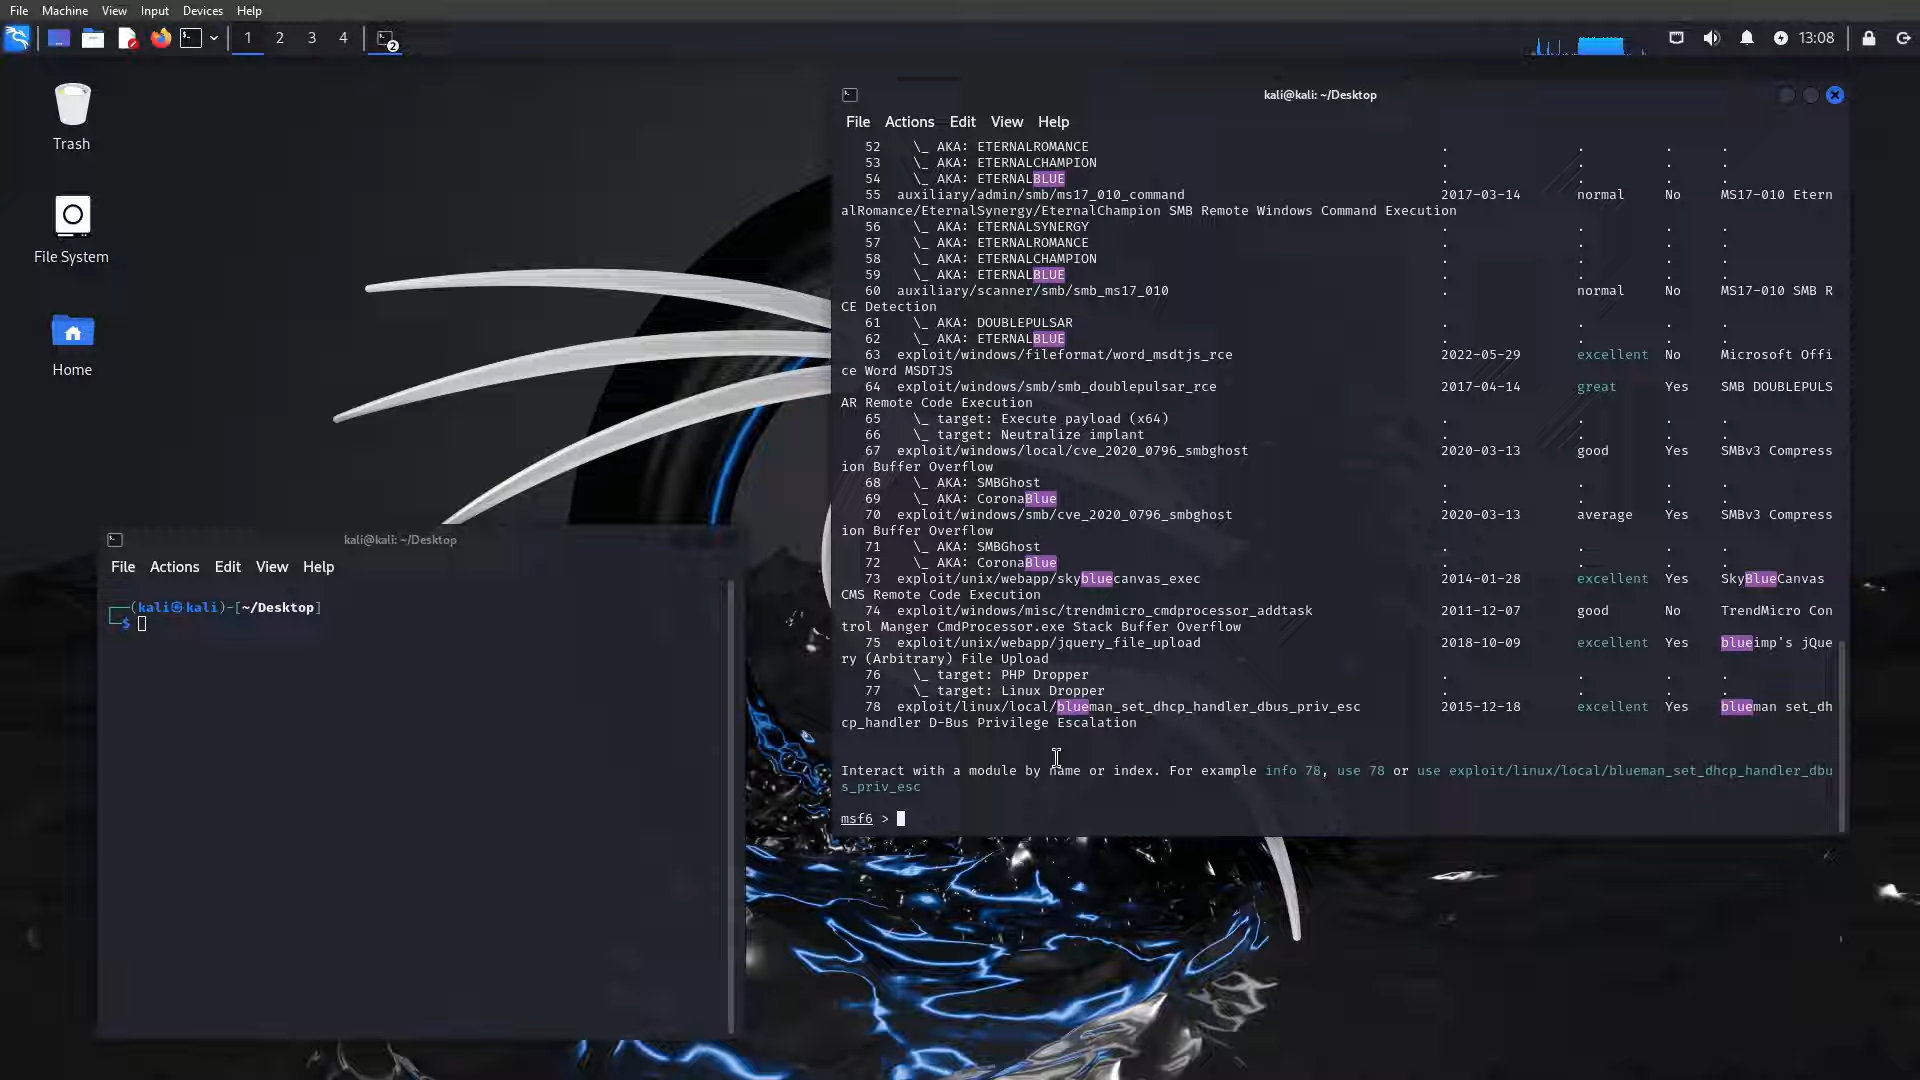 File Machine View Input Devices Help
1 2 3 4 2 13:08
Trash
File System
Home
kali@kali: ~/Desktop
File Actions Edit View Help
52 \_ AKA: ETERNALROMANCE . . . .
53 \_ AKA: ETERNALCHAMPION . . . .
54 \_ AKA: ETERNALBLUE . . . .
55 auxiliary/admin/smb/ms17_010_command 2017-03-14 normal No MS17-010 Etern
alRomance/EternalSynergy/EternalChampion SMB Remote Windows Command Execution
56 \_ AKA: ETERNALSYNERGY . . . .
57 \_ AKA: ETERNALROMANCE . . . .
58 \_ AKA: ETERNALCHAMPION . . . .
59 \_ AKA: ETERNALBLUE . . . .
60 auxiliary/scanner/smb/smb_ms17_010 . normal No MS17-010 SMB R
CE Detection
61 \_ AKA: DOUBLEPULSAR . . . .
62 \_ AKA: ETERNALBLUE . . . .
63 exploit/windows/fileformat/word_msdtjs_rce 2022-05-29 excellent No Microsoft Offi
ce Word MSDTJS
64 exploit/windows/smb/smb_doublepulsar_rce 2017-04-14 great Yes SMB DOUBLEPULS
AR Remote Code Execution
65 \_ target: Execute payload (x64) . . . .
66 \_ target: Neutralize implant . . . .
67 exploit/windows/local/cve_2020_0796_smbghost 2020-03-13 good Yes SMBv3 Compress
ion Buffer Overflow
68 \_ AKA: SMBGhost . . . .
69 \_ AKA: CoronaBlue . . . .
70 exploit/windows/smb/cve_2020_0796_smbghost 2020-03-13 average Yes SMBv3 Compress
ion Buffer Overflow
71 \_ AKA: SMBGhost . . . .
72 \_ AKA: CoronaBlue . . . .
73 exploit/unix/webapp/skybluecanvas_exec 2014-01-28 excellent Yes SkyBlueCanvas
CMS Remote Code Execution
74 exploit/windows/misc/trendmicro_cmdprocessor_addtask 2011-12-07 good No TrendMicro Con
trol Manger CmdProcessor.exe Stack Buffer Overflow
75 exploit/unix/webapp/jquery_file_upload 2018-10-09 excellent Yes blueimp's jQue
ry (Arbitrary) File Upload
76 \_ target: PHP Dropper . . . .
77 \_ target: Linux Dropper . . . .
78 exploit/linux/local/blueman_set_dhcp_handler_dbus_priv_esc 2015-12-18 excellent Yes blueman set_dh
cp_handler D-Bus Privilege Escalation
Interact with a module by name or index. For example info 78, use 78 or use exploit/linux/local/blueman_set_dhcp_handler_dbu
s_priv_esc
msf6 >
kali@kali: ~/Desktop
File Actions Edit View Help
┌──(kali㉿kali)-[~/Desktop]
└─$